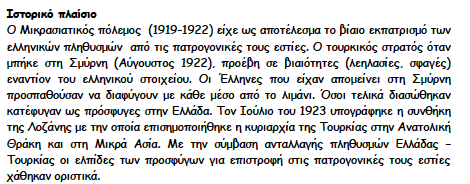 Ιστορικό πλαίσιο
Ο Μικρασιατικός πόλεμος (1919-1922) είχε ως αποτέλεσμα το βίαιο εκπατρισμό των
ελληνικών πληθυσμών από τις πατρογονικές τους εστίες. Ο τουρκικός στρατός όταν
μπήκε στη Σμύρνη (Αύγουστος 1922), προέβη σε βιαιότητες (λεηλασίες, σφαγές)
εναντίον του ελληνικού στοιχείου. Οι Έλληνες που είχαν απομείνει στη Σμύρνη
προσπαθούσαν να διαφύγουν με κάθε μέσο από το λιμάνι. Όσοι τελικά διασώθηκαν
κατέφυγαν ως πρόσφυγες στην Ελλάδα. Τον Ιούλιο του 1923 υπογράφηκε η συνθήκη
της Λοζάνης με την οποία επισημοποιήθηκε η κυριαρχία της Τουρκίας στην Ανατολική
Θράκη και στη Μικρά Ασία. Με την σύμβαση ανταλλαγής πληθυσμών Ελλάδας -
Τουρκίας οι ελπίδες των προσφύγων για επιστροφή στις πατρογονικές τους εστίες
χάθηκαν οριστικά.